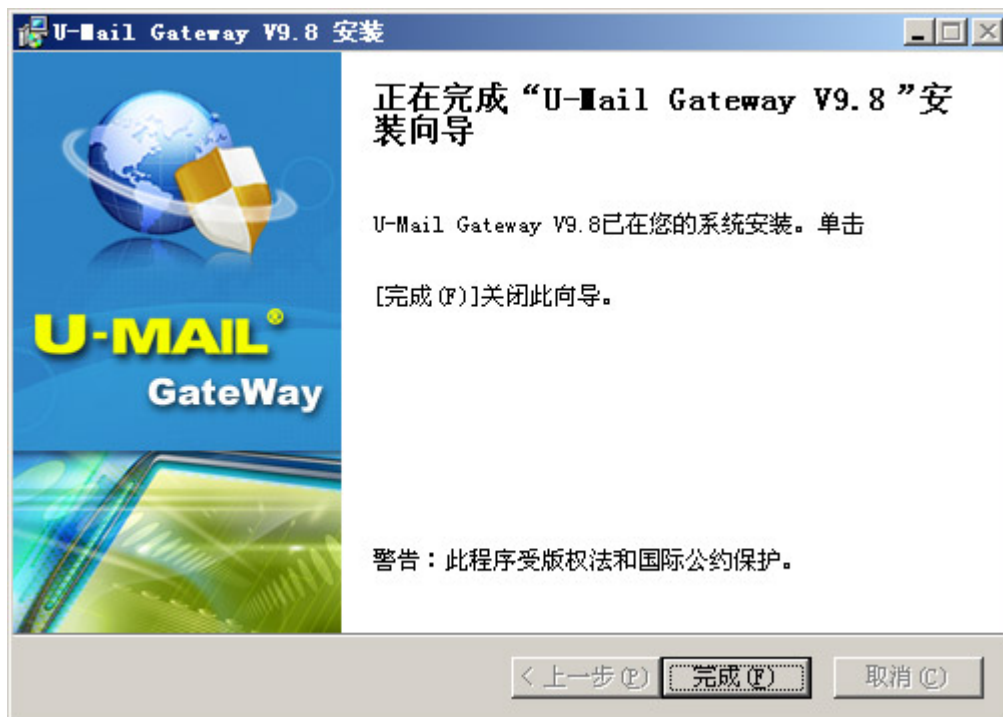 U-Mail Gateway V9.8 安装
正在完成“U-Mail Gateway V9.8”安
装向导
U-Mail Gateway V9.8已在您的系统安装。单击
[完成(F)]关闭此向导。
U-MAIL®
GateWay
警告：此程序受版权法和国际公约保护。
< 上一步(P)
完成(F)
取消(C)